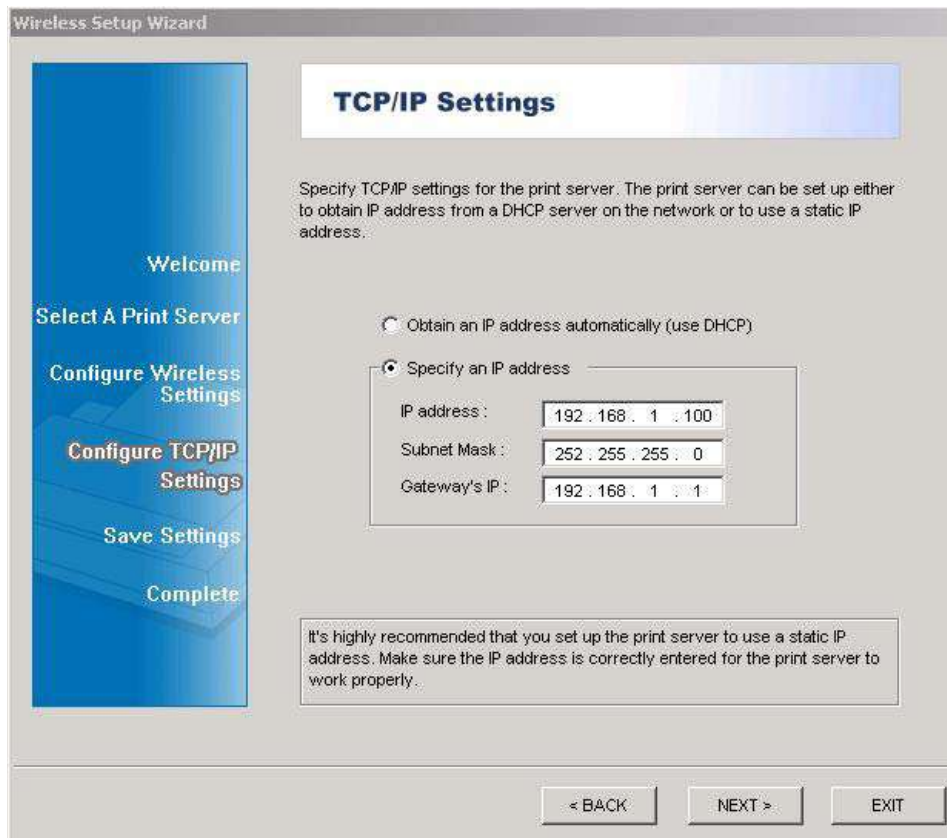 Wireless Setup Wizard
TCP/IP Settings
Specify TCP/IP settings for the print server. The print server can be set up either
to obtain IP address from a DHCP server on the network or to use a static IP
address.
Welcome
Select A Print Server
Configure Wireless
Settings
Configure TCP/IP
Settings
Save Settings
Complete
Obtain an IP address automatically (use DHCP)
Specify an IP address
IP address :
192 . 168 . 1 . 100
Subnet Mask :
252 . 255 . 255 . 0
Gateway's IP :
192 . 168 . 1 . 1
It's highly recommended that you set up the print server to use a static IP
address. Make sure the IP address is correctly entered for the print server to
work properly.
< BACK
NEXT >
EXIT